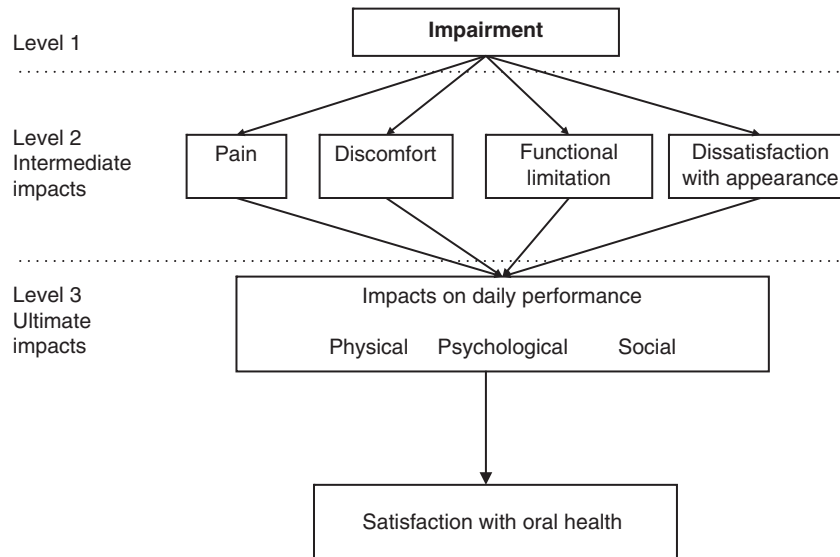 Level 1
Impairment
Level 2
Intermediate
impacts
Pain
Discomfort
Functional
limitation
Dissatisfaction
with appearance
Level 3
Ultimate
impacts
Impacts on daily performance
Physical Psychological Social
Satisfaction with oral health